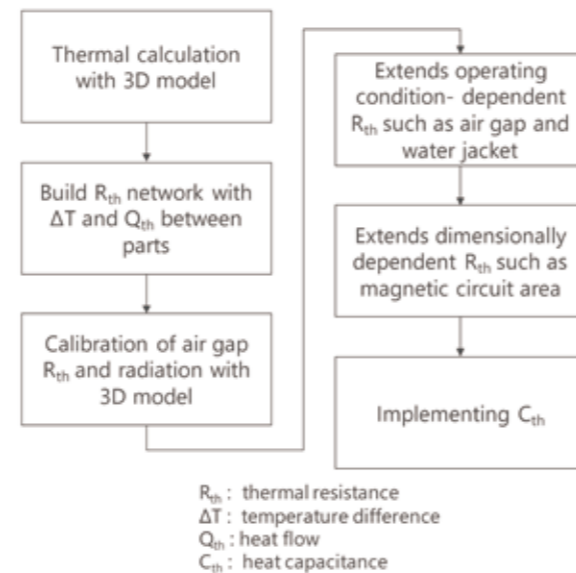 Thermal calculation
with 3D model
Build Rth network with
ΔT and Qth between
parts
Calibration of air gap
Rth and radiation with
3D model
Extends operating
condition- dependent
Rth such as air gap and
water jacket
Extends dimensionally
dependent Rth such as
magnetic circuit area
Implementing Cth
Rth : thermal resistance
ΔT : temperature difference
Qth : heat flow
Cth : heat capacitance